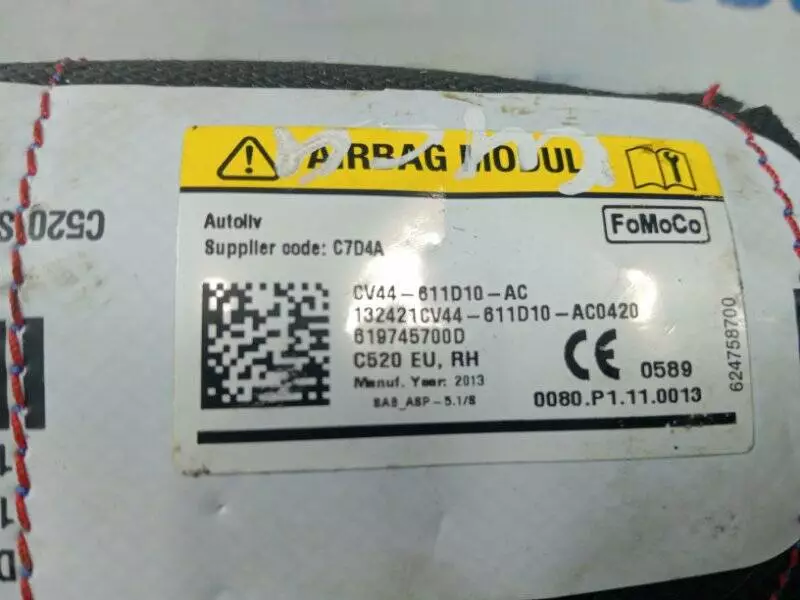 AIRBAG MODUL
Autoliv
FoMoCo
Supplier code: C7D4A
CV44-611D10-AC
132421CV44-611D10-AC0420
619745700D
C520 EU, RH
CE 0589
Manuf. Year: 2013
SAB_ABP-5.1/B
0080.P1.11.0013
624758700
C520